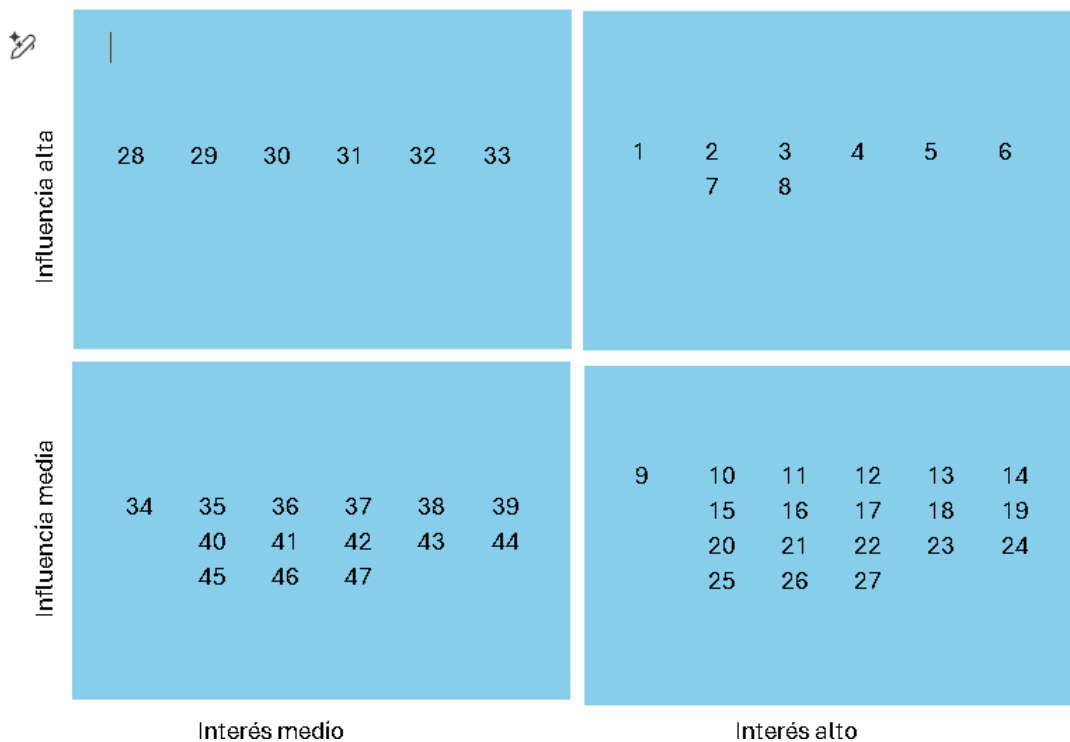 Influencia alta
28 29 30 31 32 33
1 2 3 4 5 6
7 8
Influencia media
34 35 36 37 38 39
40 41 42 43 44
45 46 47
9 10 11 12 13 14
15 16 17 18 19
20 21 22 23 24
25 26 27
Interés medio
Interés alto